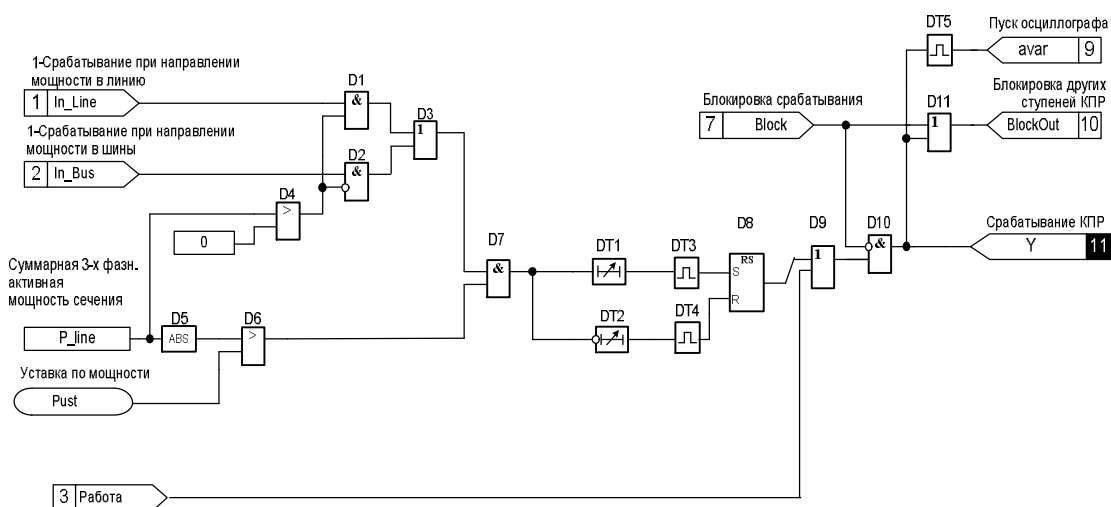 DT5
Пуск осциллографа
avar 9
1-Срабатывание при направлении
мощности в линию
D1
1 In_Line
&
Блокировка срабатывания
7 Block
D11
1
Блокировка других
ступеней КПР
BlockOut 10
1-Срабатывание при направлении
мощности в шины
D3
1
D2
2 In_Bus
&
D4
>
0
D7
&
DT1
DT3
D8
RS
S
R
D9
1
D10
&
Срабатывание КПР
Y 11
Суммарная 3-х фазн.
активная
мощность сечения
P_line
D5
ABS
D6
>
DT2
DT4
Уставка по мощности
Pust
3 Работа